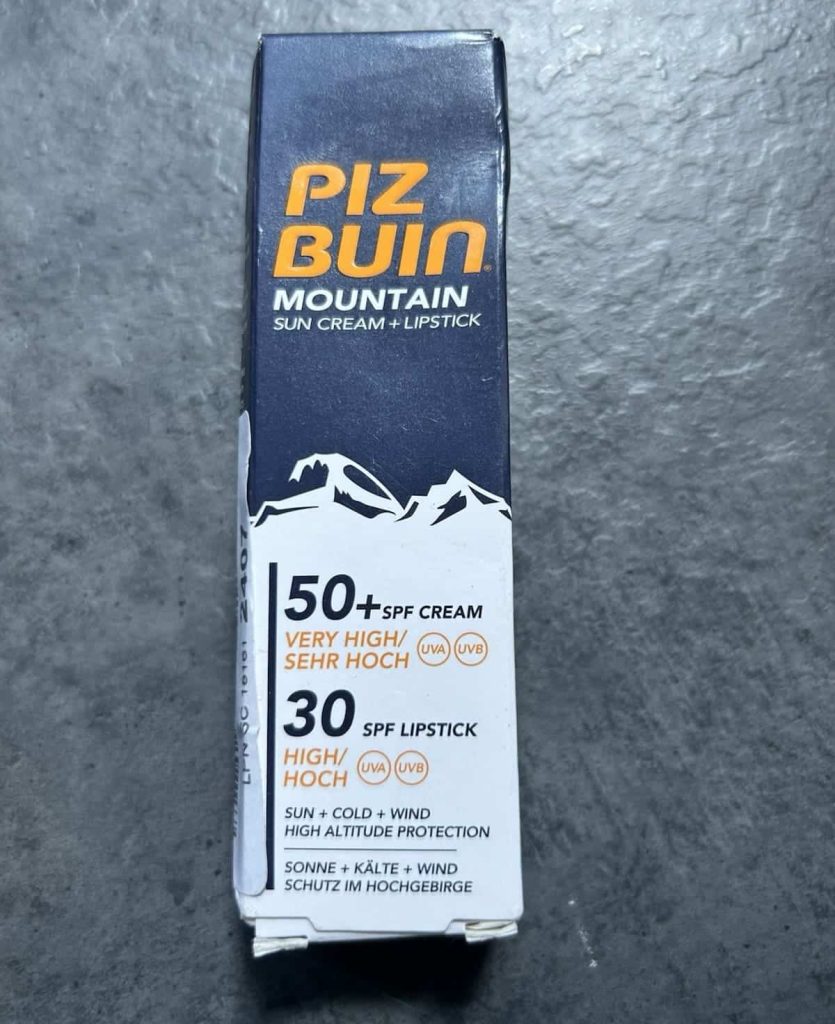 PIZ
BUIN®
MOUNTAIN
SUN CREAM + LIPSTICK
50+ SPF CREAM
VERY HIGH/
SEHR HOCH UVA UVB
30 SPF LIPSTICK
HIGH/
HOCH UVA UVB
SUN + COLD + WIND
HIGH ALTITUDE PROTECTION
SONNE + KÄLTE + WIND
SCHUTZ IM HOCHGEBIRGE
2407